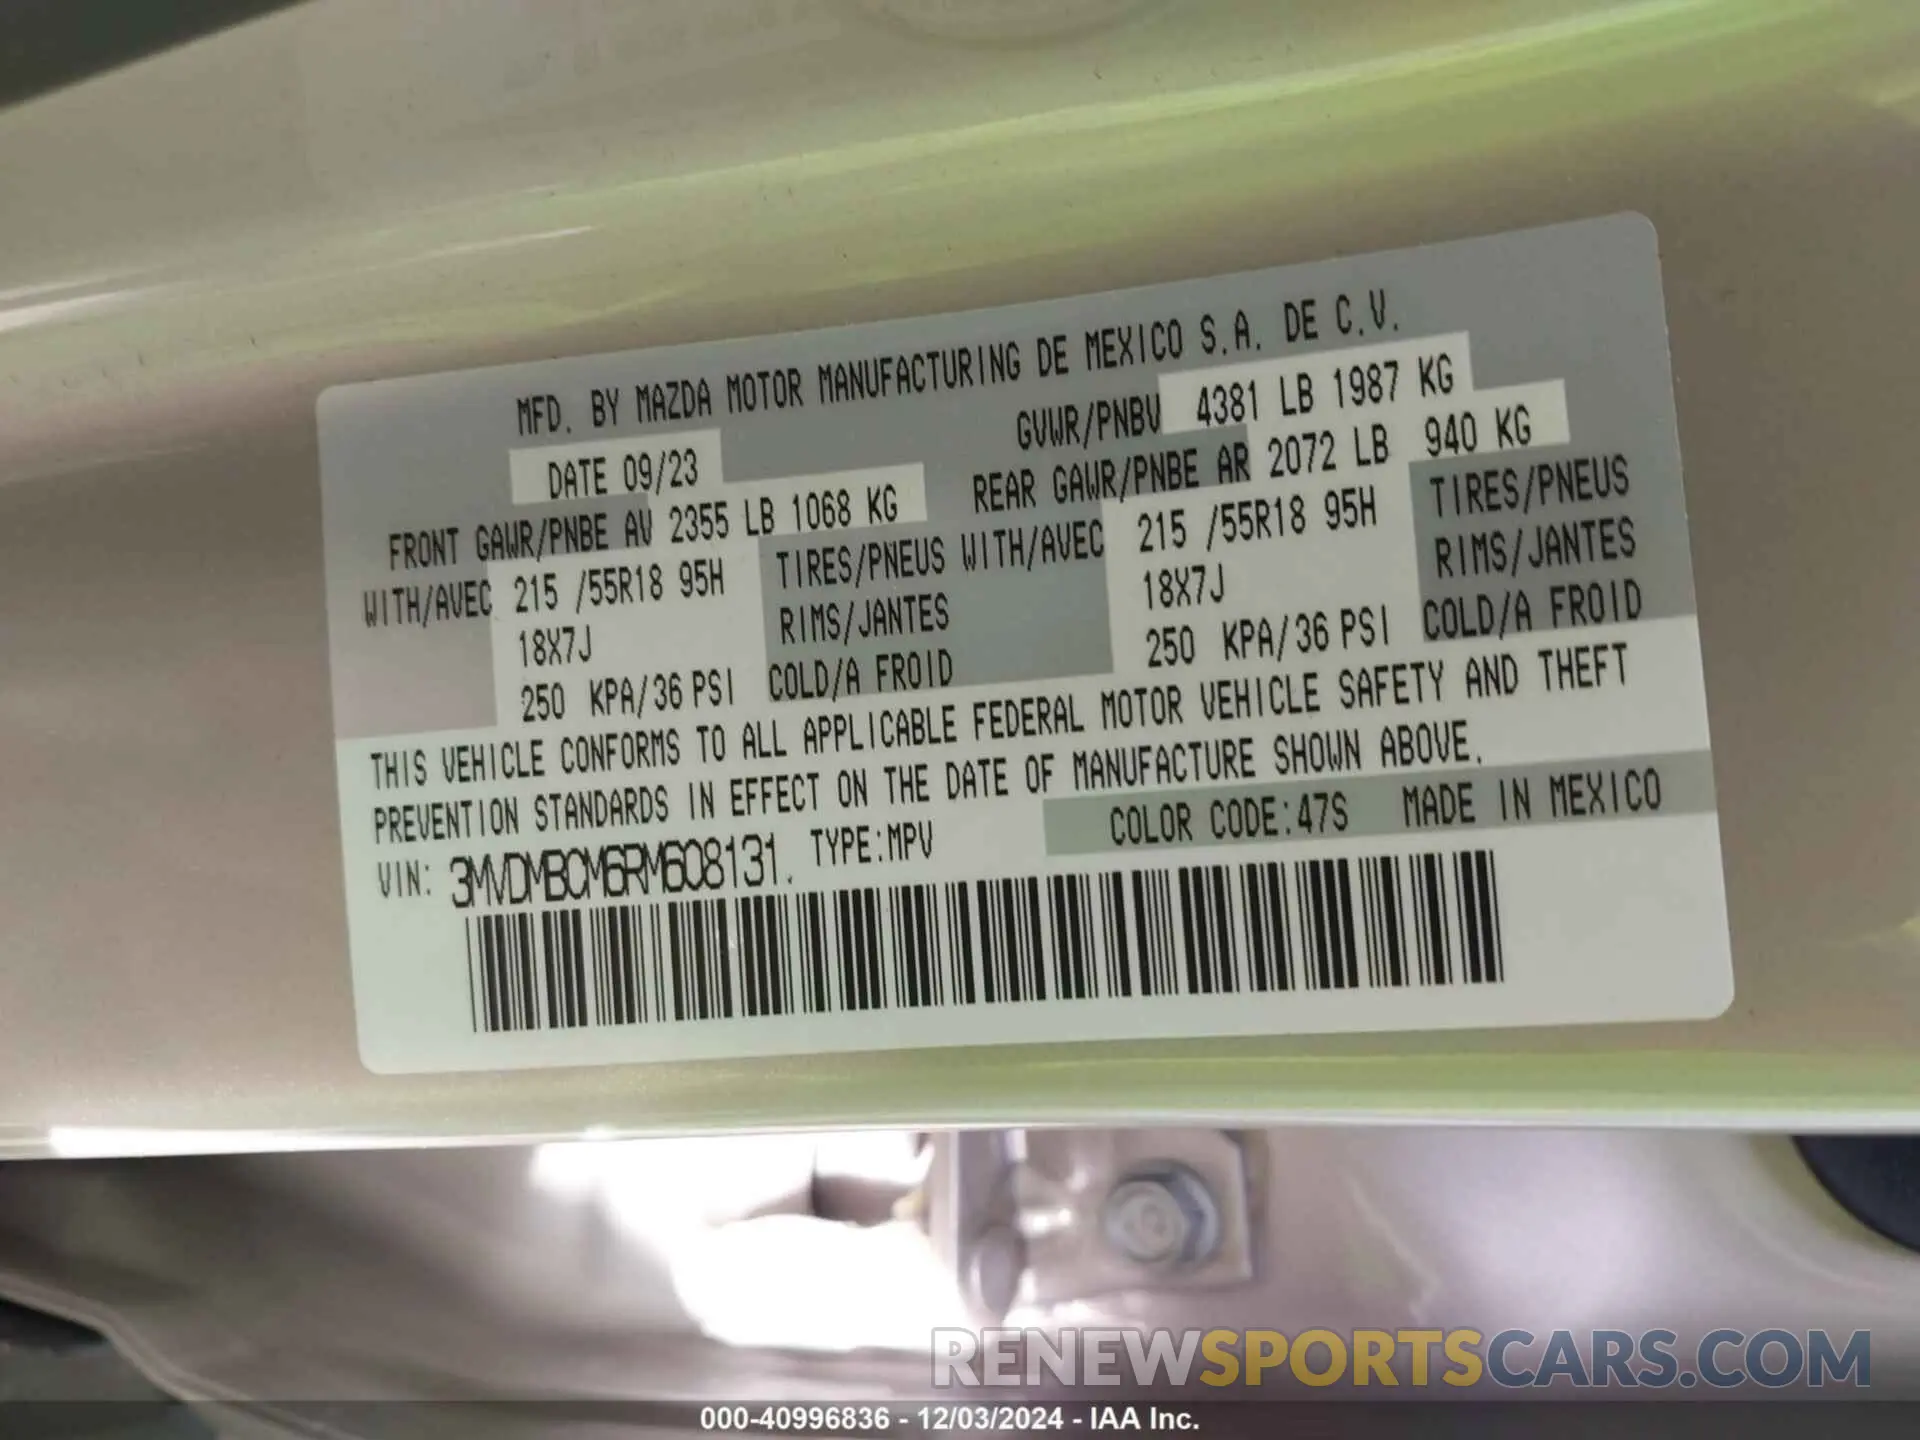 MFD. BY MAZDA MOTOR MANUFACTURING DE MEXICO S.A. DE C.V.
DATE 09/23 GVWR/PNBV 4381 LB 1987 KG
FRONT GAWR/PNBE AV 2355 LB 1068 KG REAR GAWR/PNBE AR 2072 LB 940 KG
WITH/AVEC 215 /55R18 95H TIRES/PNEUS WITH/AVEC 215 /55R18 95H TIRES/PNEUS
18X7J RIMS/JANTES 18X7J RIMS/JANTES
250 KPA/36 PSI COLD/A FROID 250 KPA/36 PSI COLD/A FROID
THIS VEHICLE CONFORMS TO ALL APPLICABLE FEDERAL MOTOR VEHICLE SAFETY AND THEFT
PREVENTION STANDARDS IN EFFECT ON THE DATE OF MANUFACTURE SHOWN ABOVE.
VIN: 3MVDMBCM6RM608131. TYPE:MPV COLOR CODE:47S MADE IN MEXICO
RENEWSPORTSCARS.COM
000-40996836 - 12/03/2024 - IAA Inc.